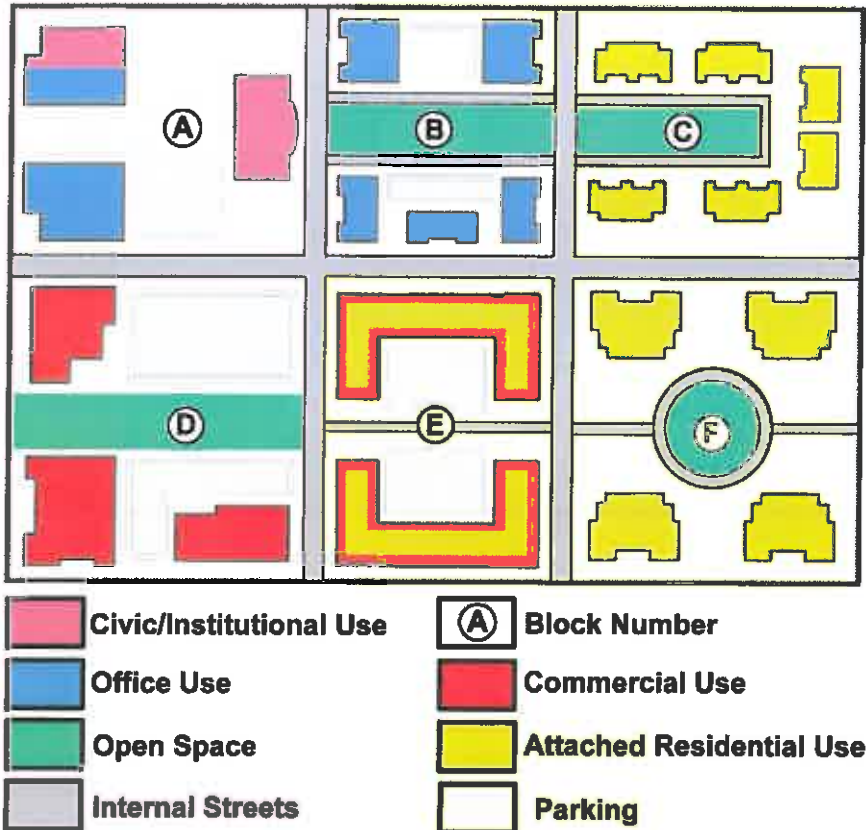 A
B
C
D
E
F
Civic/Institutional Use
A Block Number
Office Use
Commercial Use
Open Space
Attached Residential Use
Internal Streets
Parking